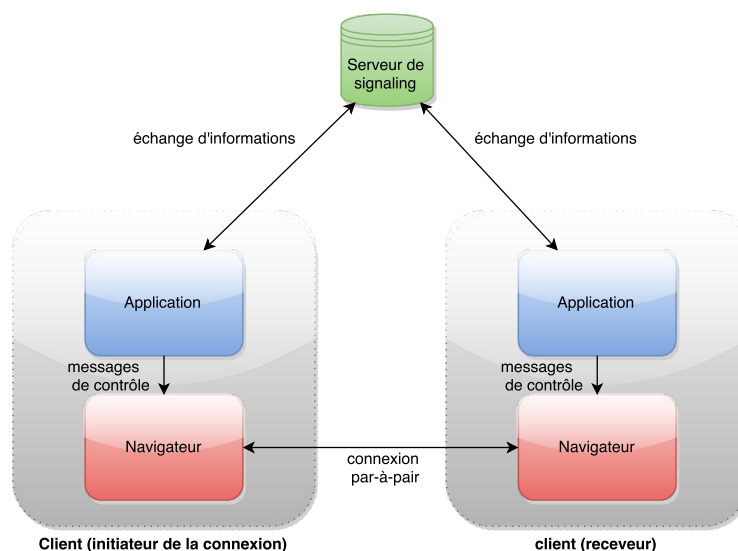 Serveur de
signaling
échange d'informations
échange d'informations
Application
Application
messages
de contrôle
messages
de contrôle
Navigateur
Navigateur
connexion
par-à-pair
Client (initiateur de la connexion)
client (receveur)